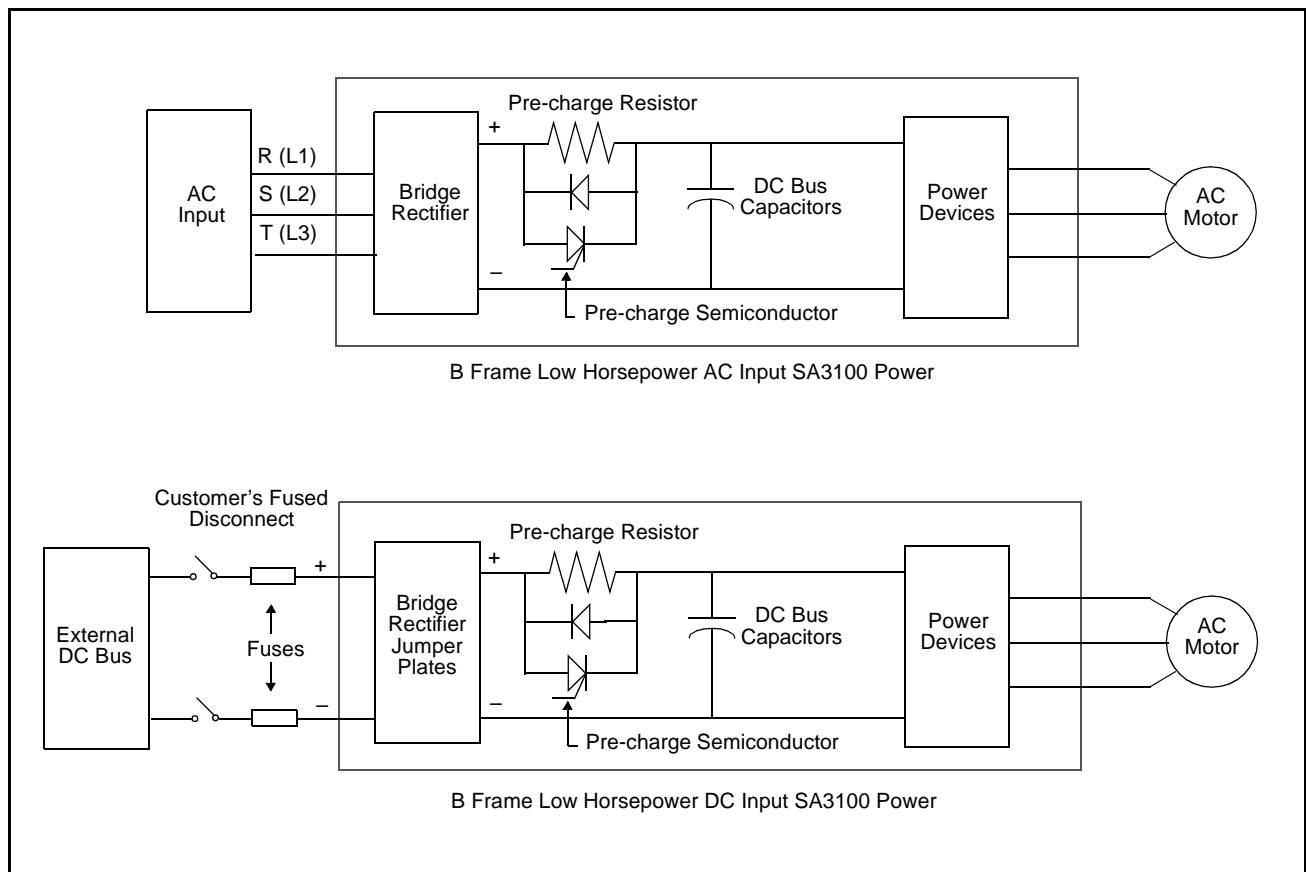 Pre-charge Resistor
+
R (L1)
S (L2)
T (L3)
AC
Input
Bridge
Rectifier
DC Bus
Capacitors
Power
Devices
AC
Motor
–
Pre-charge Semiconductor
B Frame Low Horsepower AC Input SA3100 Power
Customer's Fused
Disconnect
Pre-charge Resistor
+
+
External
DC Bus
Fuses
Bridge
Rectifier
Jumper
Plates
DC Bus
Capacitors
Power
Devices
AC
Motor
–
–
Pre-charge Semiconductor
B Frame Low Horsepower DC Input SA3100 Power